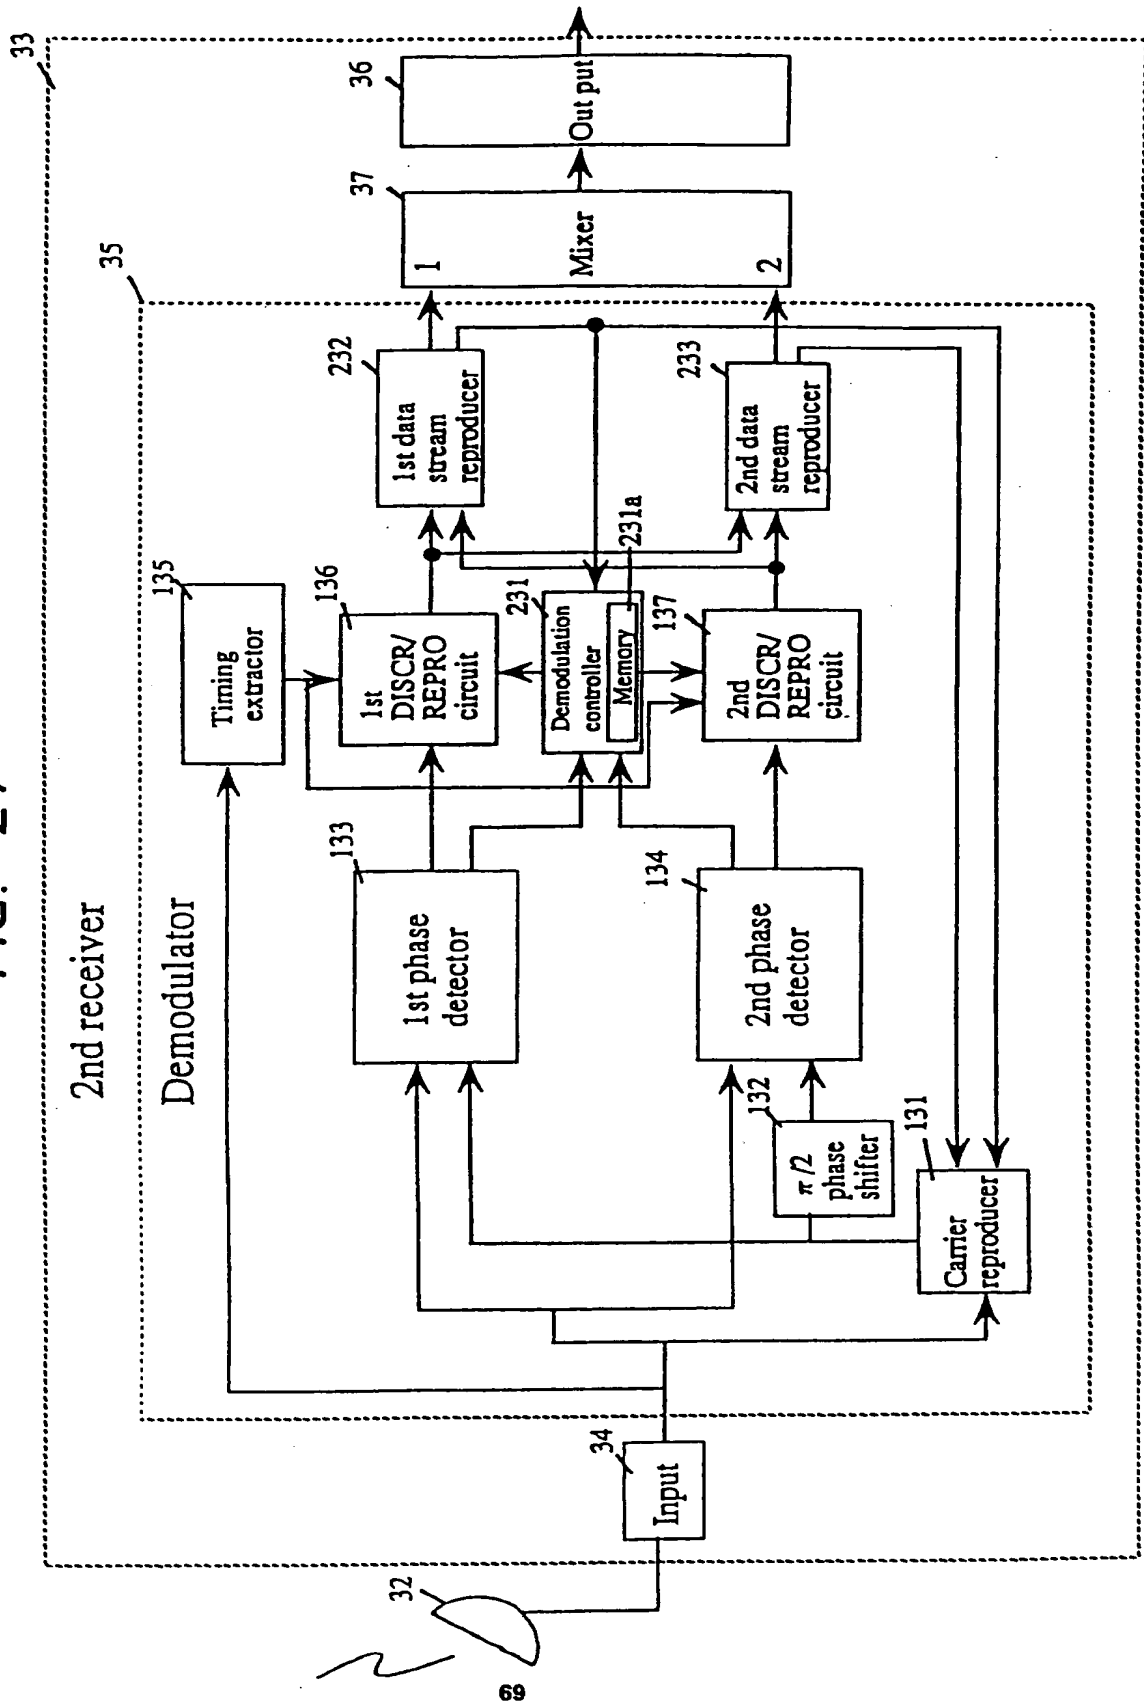 2nd receiver
33
Demodulator
35
32
34
Input
135
Timing
extractor
133
1st phase
detector
134
2nd phase
detector
132
π/2
phase
shifter
131
Carrier
reproducer
136
1st
DISCR/
REPRO
circuit
231
Demodulation
controller
Memory
231a
137
2nd
DISCR/
REPRO
circuit
232
1st data
stream
reproducer
233
2nd data
stream
reproducer
37
1
Mixer
2
36
Out put
69